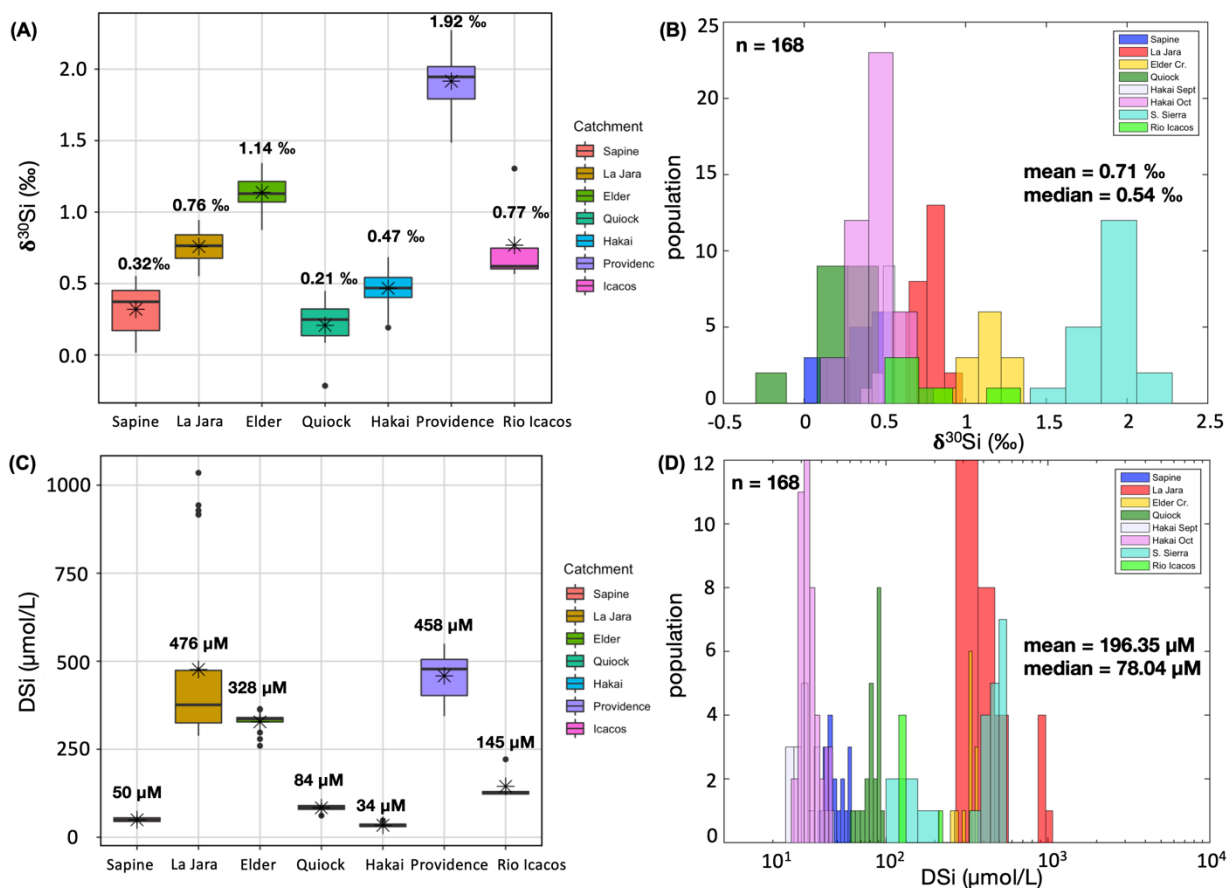 (A)
δ³⁰Si (‰)
2.0
1.5
1.0
0.5
0.0
0.32‰
0.76 ‰
1.14 ‰
0.21 ‰
0.47 ‰
1.92 ‰
0.77 ‰
Sapine
La Jara
Elder
Quiock
Hakai
Providence
Rio Icacos
Catchment
Sapine
La Jara
Elder
Quiock
Hakai
Providenc
Icacos
(B)
n = 168
population
25
20
15
10
5
0
-0.5
0
0.5
1
1.5
2
2.5
δ³⁰Si (‰)
mean = 0.71 ‰
median = 0.54 ‰
Sapine
La Jara
Elder Cr.
Quiock
Hakai Sept
Hakai Oct
S. Sierra
Rio Icacos
(C)
DSi (μmol/L)
1000
750
500
250
0
50 μM
476 μM
328 μM
84 μM
34 μM
458 μM
145 μM
Sapine
La Jara
Elder
Quiock
Hakai
Providence
Rio Icacos
Catchment
Sapine
La Jara
Elder
Quiock
Hakai
Providence
Icacos
(D)
n = 168
population
12
10
8
6
4
2
0
10¹
10²
10³
10⁴
DSi (μmol/L)
mean = 196.35 μM
median = 78.04 μM
Sapine
La Jara
Elder Cr.
Quiock
Hakai Sept
Hakai Oct
S. Sierra
Rio Icacos